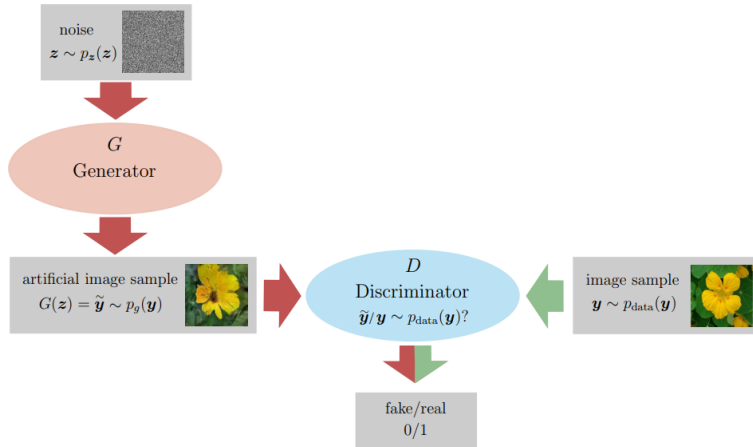 noise
𝒛 ∼ p_𝒛(𝒛)
G
Generator
artificial image sample
G(𝒛) = ỹ ∼ p_g(𝒚)
D
Discriminator
ỹ/𝒚 ∼ p_data(𝒚)?
image sample
𝒚 ∼ p_data(𝒚)
fake/real
0/1